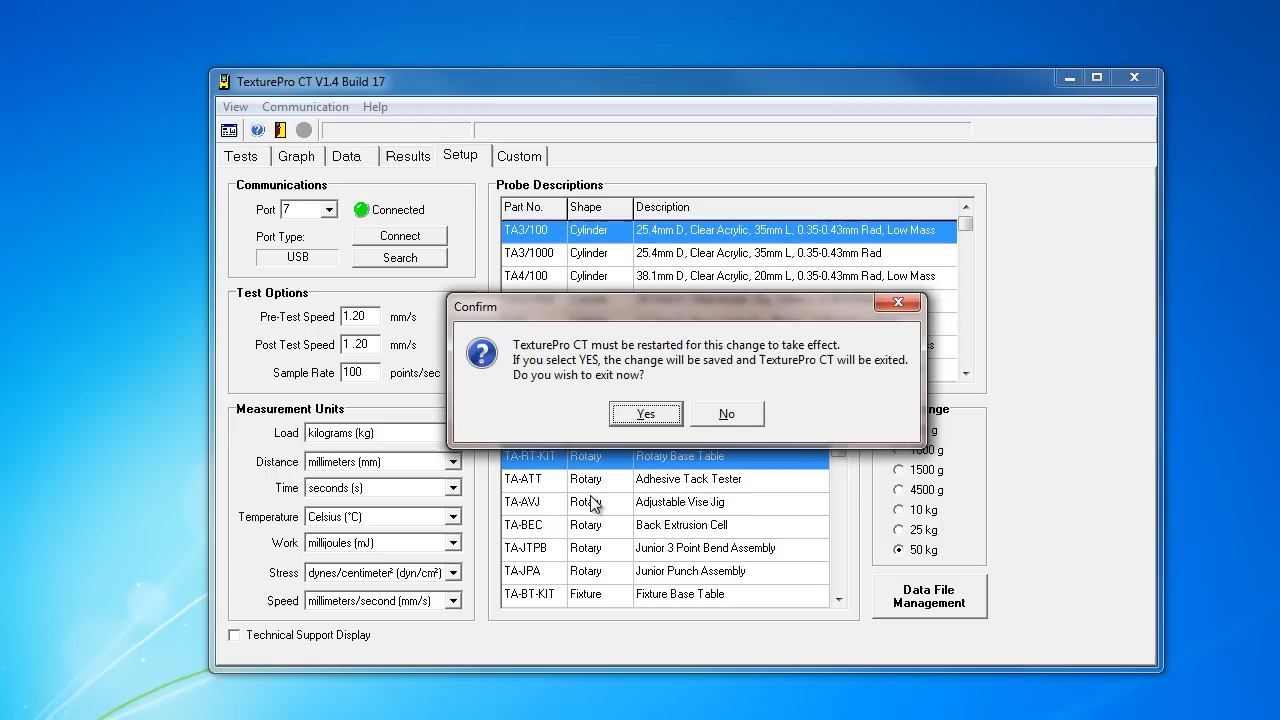 TexturePro CT V1.4 Build 17
View Communication Help
Tests Graph Data Results Setup Custom
Communications
Port 7 Connected
Port Type: Connect
USB Search
Test Options
Pre-Test Speed 1.20 mm/s
Post Test Speed 1.20 mm/s
Sample Rate 100 points/sec
Measurement Units
Load kilograms (kg)
Distance millimeters (mm)
Time seconds (s)
Temperature Celsius (°C)
Work millijoules (mJ)
Stress dynes/centimeter² (dyn/cm²)
Speed millimeters/second (mm/s)
Technical Support Display
Probe Descriptions
Part No. Shape Description
TA3/100 Cylinder 25.4mm D, Clear Acrylic, 35mm L, 0.35-0.43mm Rad, Low Mass
TA3/1000 Cylinder 25.4mm D, Clear Acrylic, 35mm L, 0.35-0.43mm Rad
TA4/100 Cylinder 38.1mm D, Clear Acrylic, 20mm L, 0.35-0.43mm Rad, Low Mass
Confirm
TexturePro CT must be restarted for this change to take effect.
If you select YES, the change will be saved and TexturePro CT will be exited.
Do you wish to exit now?
Yes No
TA-RT-KIT Rotary Rotary Base Table
TA-ATT Rotary Adhesive Tack Tester
TA-AVJ Rotary Adjustable Vise Jig
TA-BEC Rotary Back Extrusion Cell
TA-JTPB Rotary Junior 3 Point Bend Assembly
TA-JPA Rotary Junior Punch Assembly
TA-BT-KIT Fixture Fixture Base Table
nge
g
1000 g
1500 g
4500 g
10 kg
25 kg
50 kg
Data File
Management